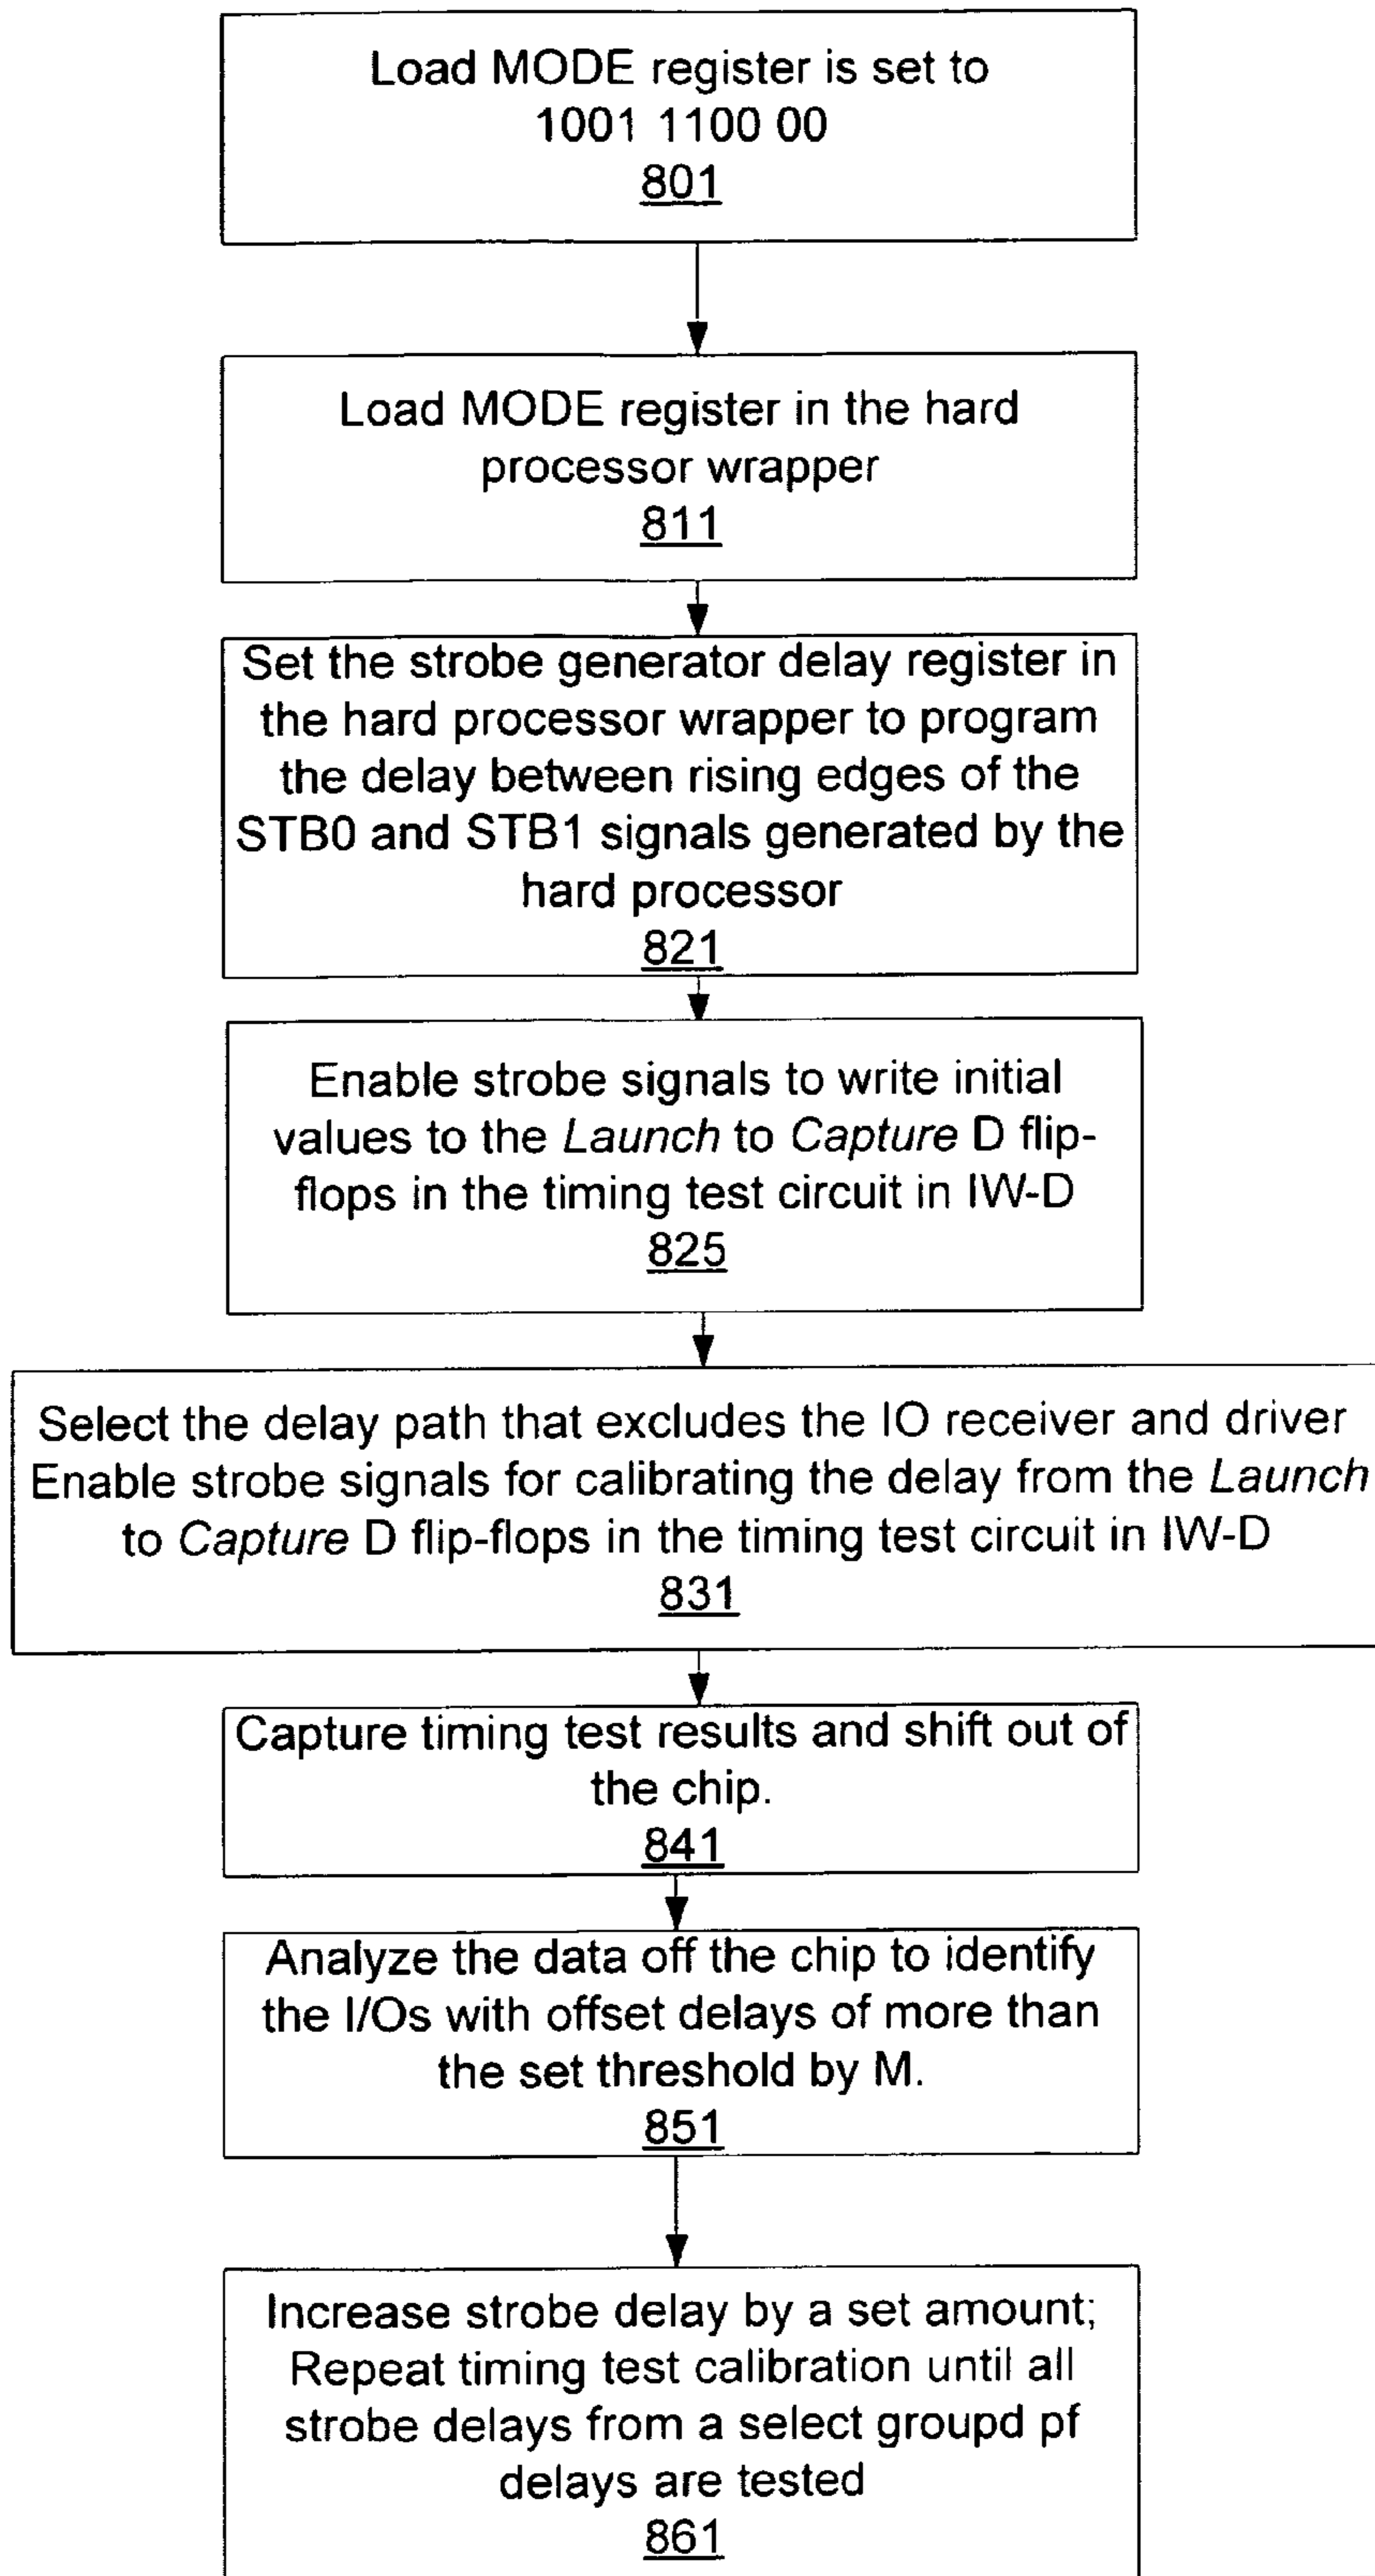 Load MODE register is set to
1001 1100 00
801
Load MODE register in the hard
processor wrapper
811
Set the strobe generator delay register in
the hard processor wrapper to program
the delay between rising edges of the
STB0 and STB1 signals generated by the
hard processor
821
Enable strobe signals to write initial
values to the Launch to Capture D flip-
flops in the timing test circuit in IW-D
825
Select the delay path that excludes the IO receiver and driver
Enable strobe signals for calibrating the delay from the Launch
to Capture D flip-flops in the timing test circuit in IW-D
831
Capture timing test results and shift out of
the chip.
841
Analyze the data off the chip to identify
the I/Os with offset delays of more than
the set threshold by M.
851
Increase strobe delay by a set amount;
Repeat timing test calibration until all
strobe delays from a select groupd pf
delays are tested
861